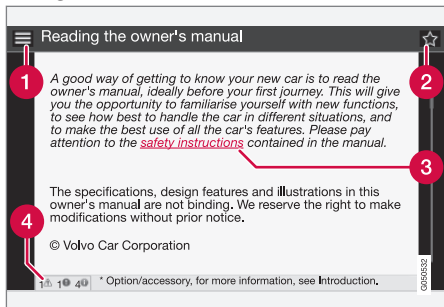 Reading the owner's manual
1
2
A good way of getting to know your new car is to read the
owner's manual, ideally before your first journey. This will give
you the opportunity to familiarise yourself with new functions,
to see how best to handle the car in different situations, and
to make the best use of all the car's features. Please pay
attention to the safety instructions contained in the manual.
3
The specifications, design features and illustrations in this
owner's manual are not binding. We reserve the right to make
modifications without prior notice.
4
© Volvo Car Corporation
1 1 4 * Option/accessory, for more information, see Introduction.
G050532